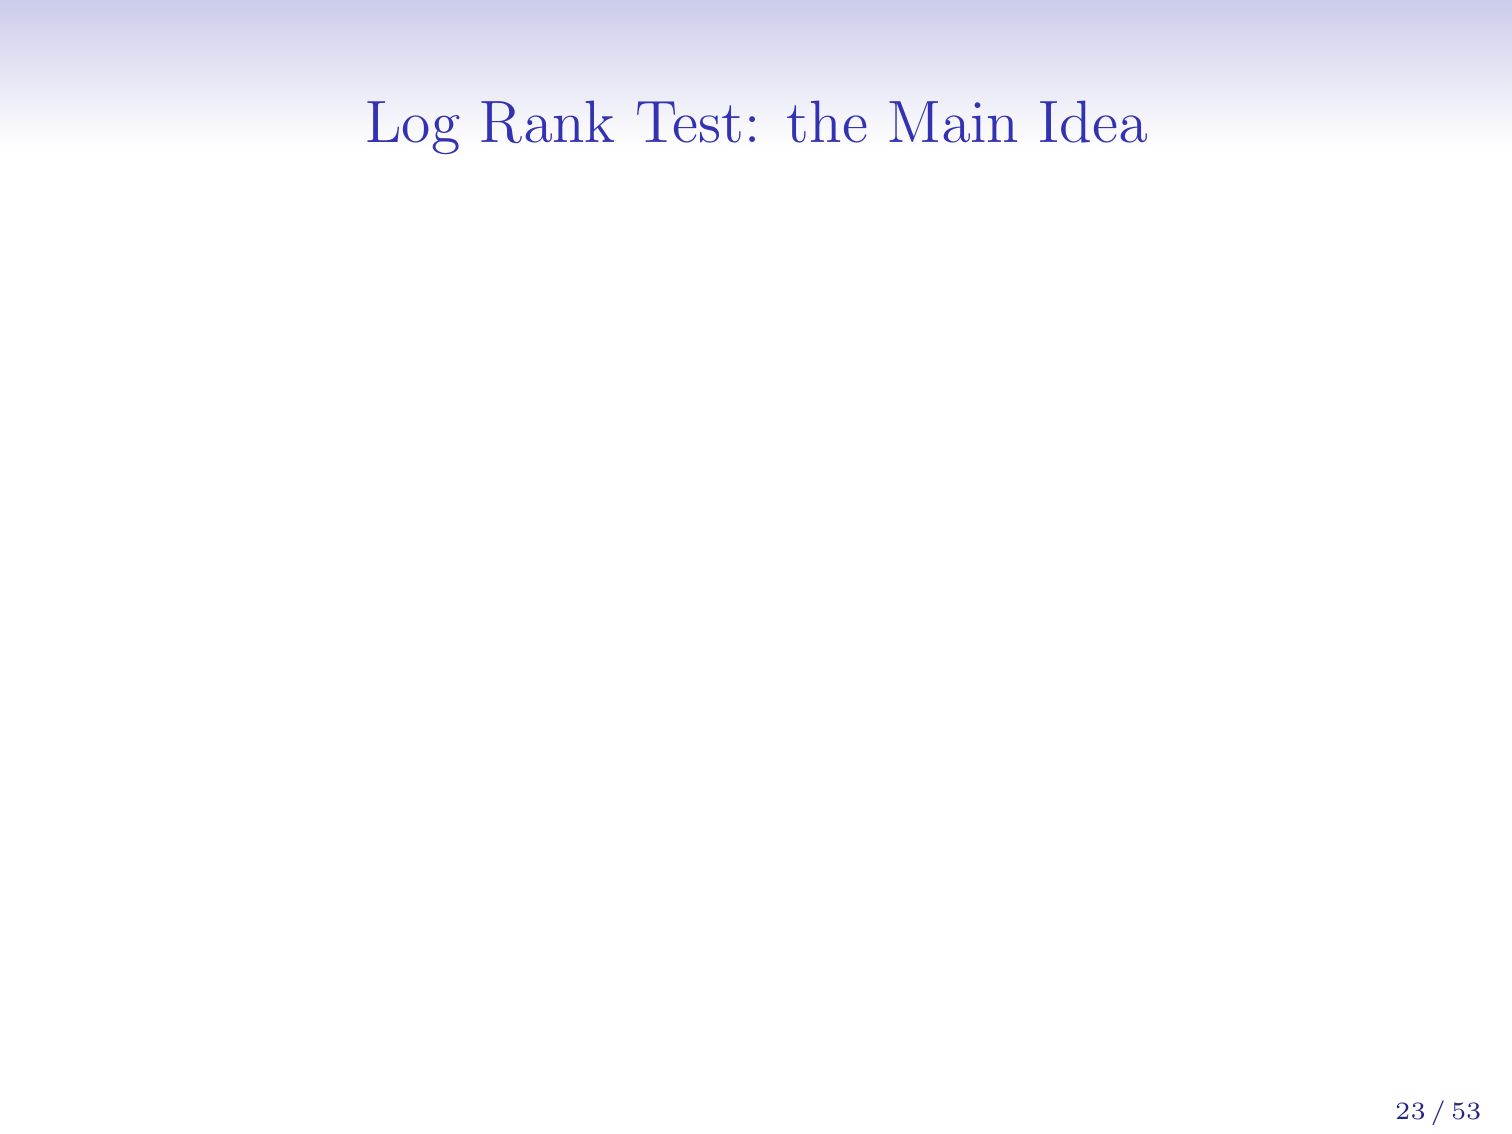 Log Rank Test: the Main Idea
23 / 53